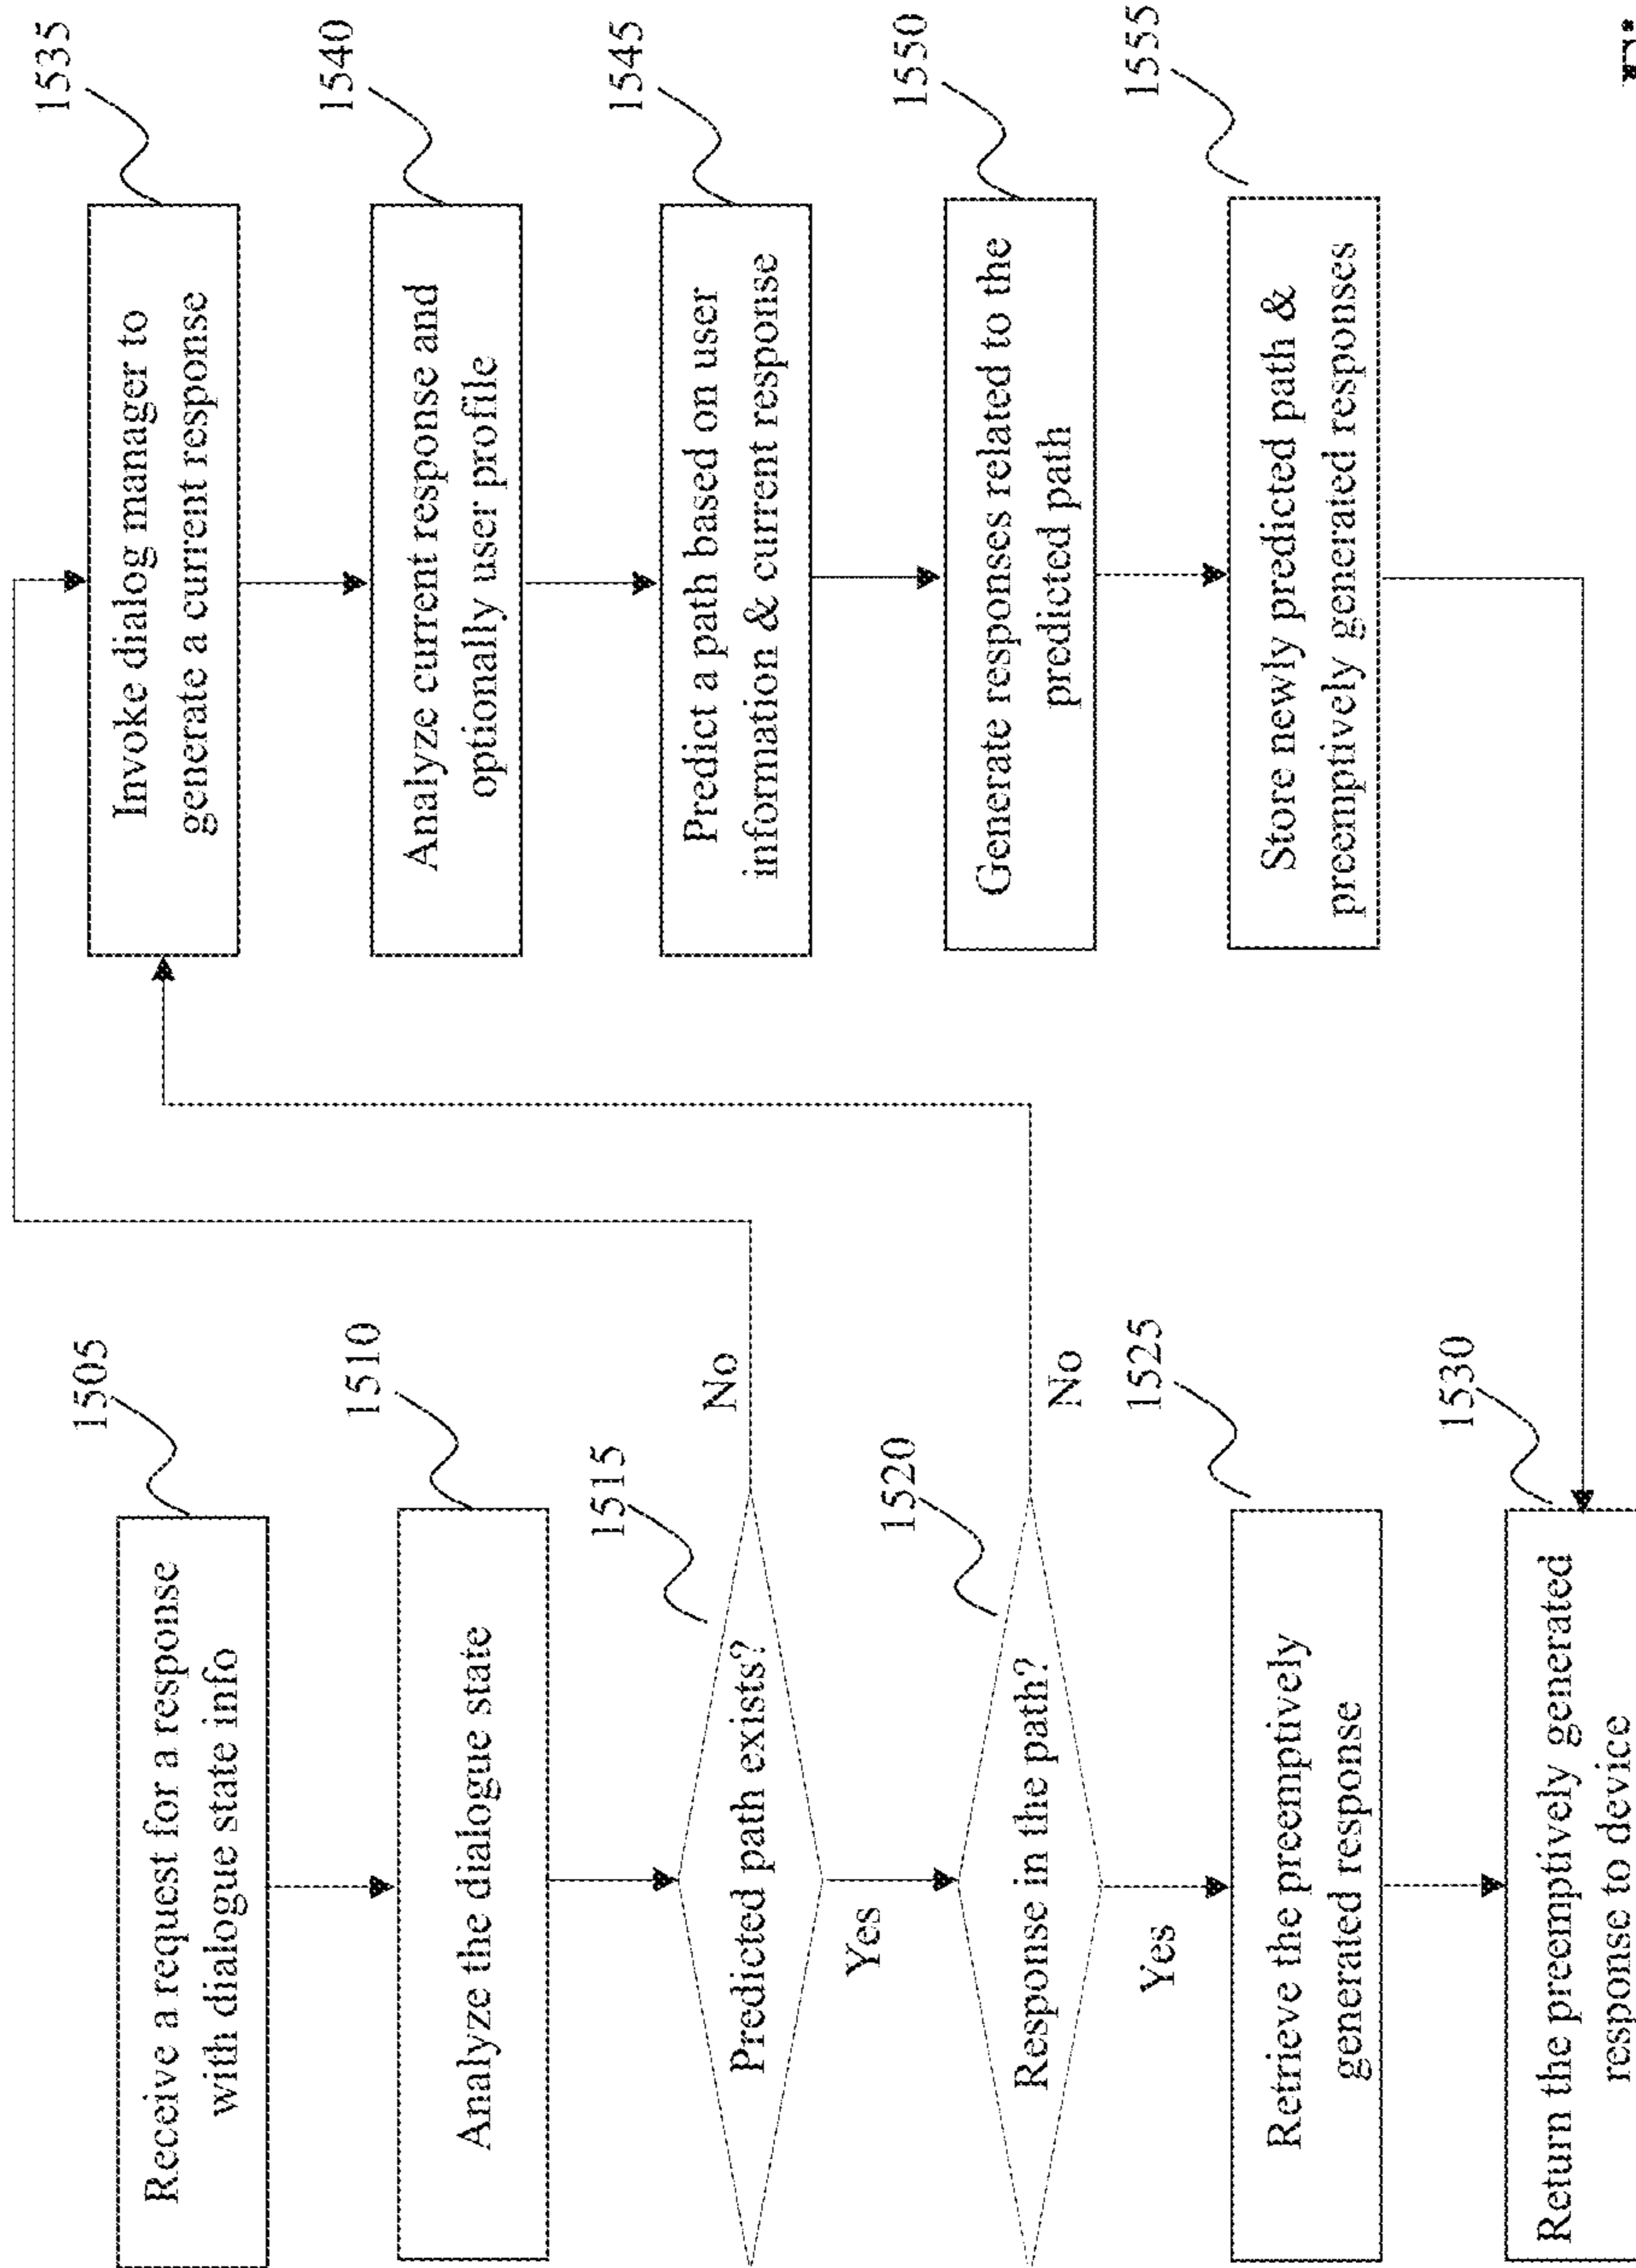 1505
Receive a request for a response
with dialogue state info
1510
Analyze the dialogue state
1515
Predicted path exists?
No
Yes
1520
Response in the path?
No
Yes
1525
Retrieve the preemptively
generated response
1530
Return the preemptively generated
response to device
1535
Invoke dialog manager to
generate a current response
1540
Analyze current response and
optionally user profile
1545
Predict a path based on user
information & current response
1550
Generate responses related to the
predicted path
1555
Store newly predicted path &
preemptively generated responses